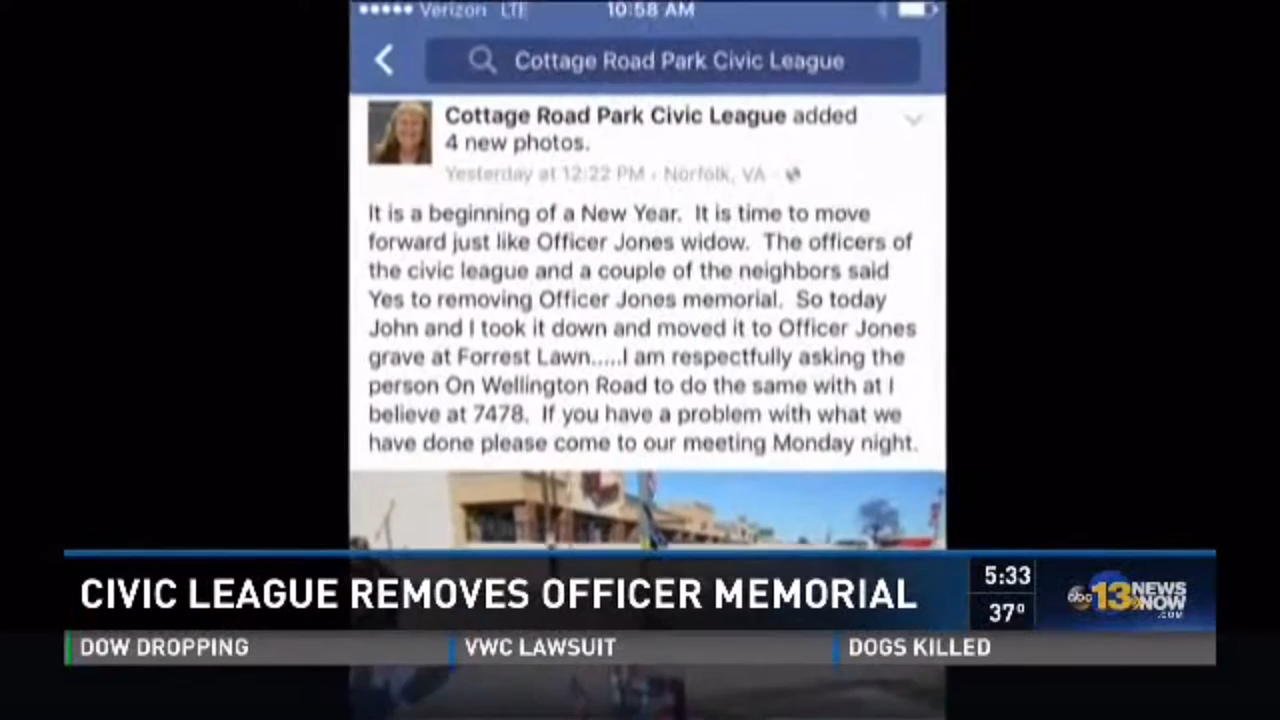 Verizon LTE 10:58 AM
Cottage Road Park Civic League
Cottage Road Park Civic League added
4 new photos.
Yesterday at 12:22 PM · Norfolk, VA ·
It is a beginning of a New Year. It is time to move
forward just like Officer Jones widow. The officers of
the civic league and a couple of the neighbors said
Yes to removing Officer Jones memorial. So today
John and I took it down and moved it to Officer Jones
grave at Forrest Lawn.....I am respectfully asking the
person On Wellington Road to do the same with at I
believe at 7478. If you have a problem with what we
have done please come to our meeting Monday night.
CIVIC LEAGUE REMOVES OFFICER MEMORIAL
5:33
37°
abc 13 NEWS NOW .COM
DOW DROPPING
VWC LAWSUIT
DOGS KILLED